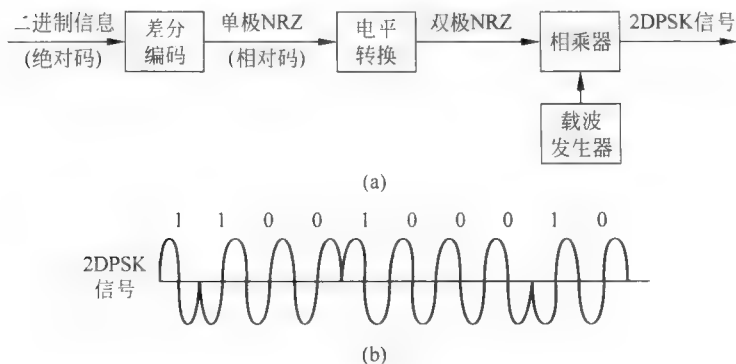 二进制信息
(绝对码)
差分
编码
单极NRZ
(相对码)
电平
转换
双极NRZ
相乘器
2DPSK信号
载波
发生器
(a)
1 1 0 0 1 0 0 0 1 0
2DPSK
信号
(b)